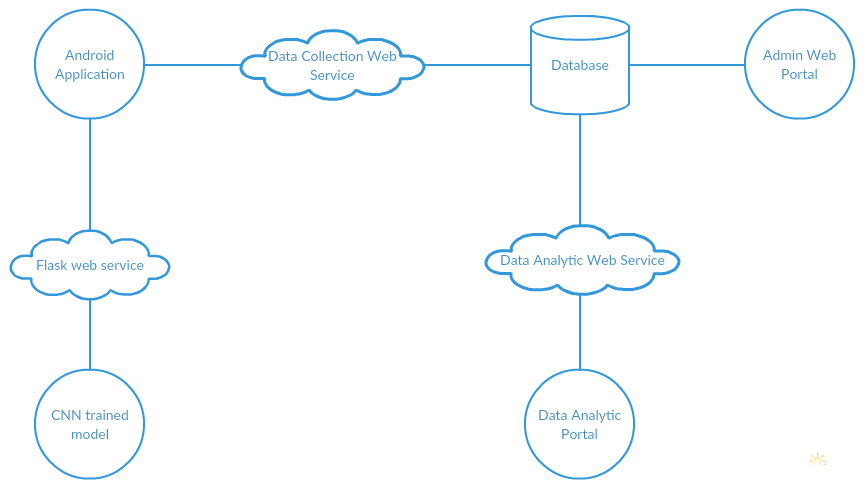 Android
Application
Data Collection Web
Service
Database
Admin Web
Portal
Flask web service
Data Analytic Web Service
CNN trained
model
Data Analytic
Portal